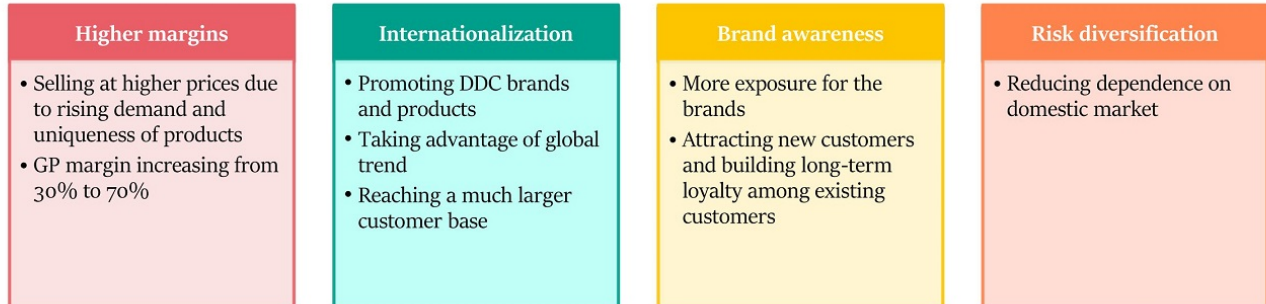 Higher margins
• Selling at higher prices due
to rising demand and
uniqueness of products
• GP margin increasing from
30% to 70%
Internationalization
• Promoting DDC brands
and products
• Taking advantage of global
trend
• Reaching a much larger
customer base
Brand awareness
• More exposure for the
brands
• Attracting new customers
and building long-term
loyalty among existing
customers
Risk diversification
• Reducing dependence on
domestic market